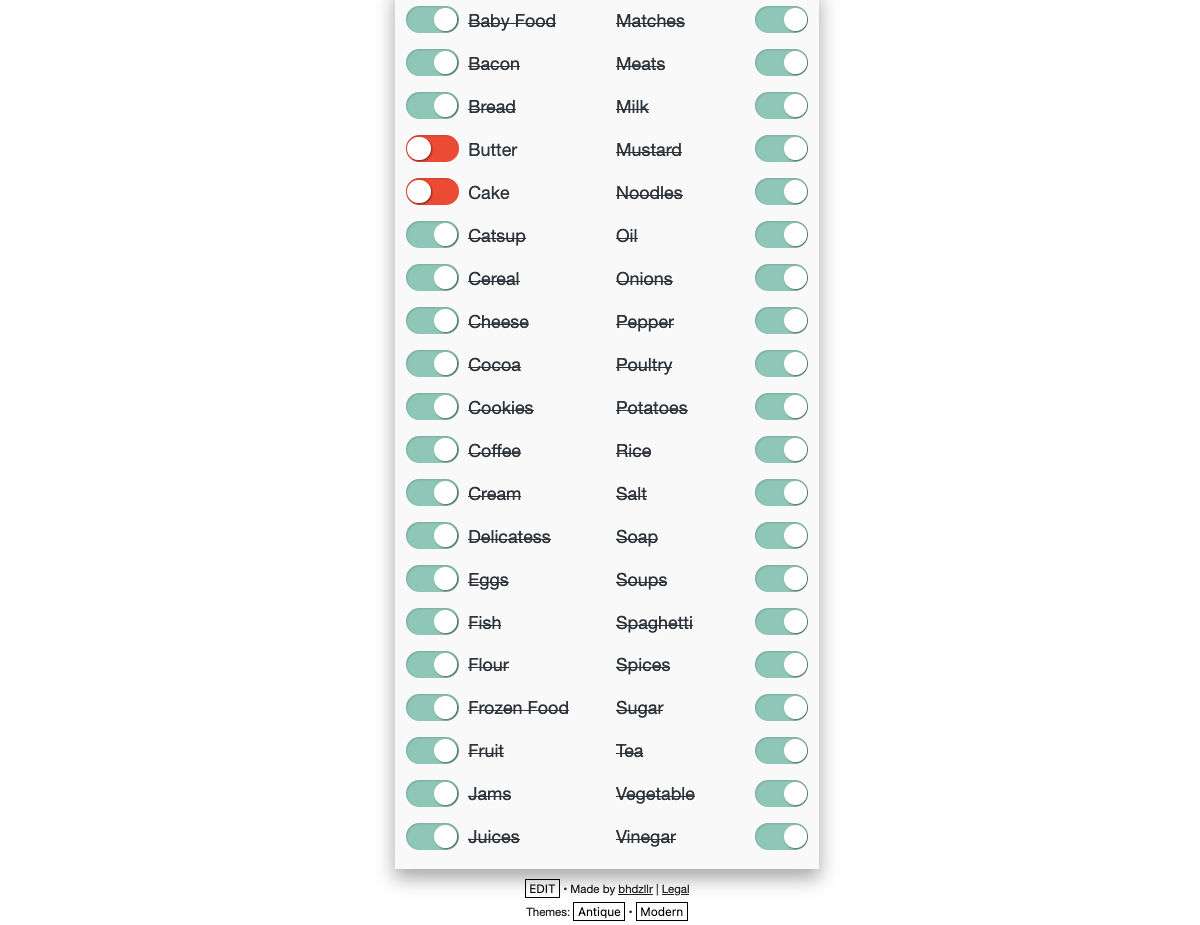 Baby Food Matches
Bacon Meats
Bread Milk
Butter Mustard
Cake Noodles
Catsup Oil
Cereal Onions
Cheese Pepper
Cocoa Poultry
Cookies Potatoes
Coffee Rice
Cream Salt
Delicatess Soap
Eggs Soups
Fish Spaghetti
Flour Spices
Frozen Food Sugar
Fruit Tea
Jams Vegetable
Juices Vinegar
EDIT • Made by bhdzllr | Legal
Themes: Antique • Modern